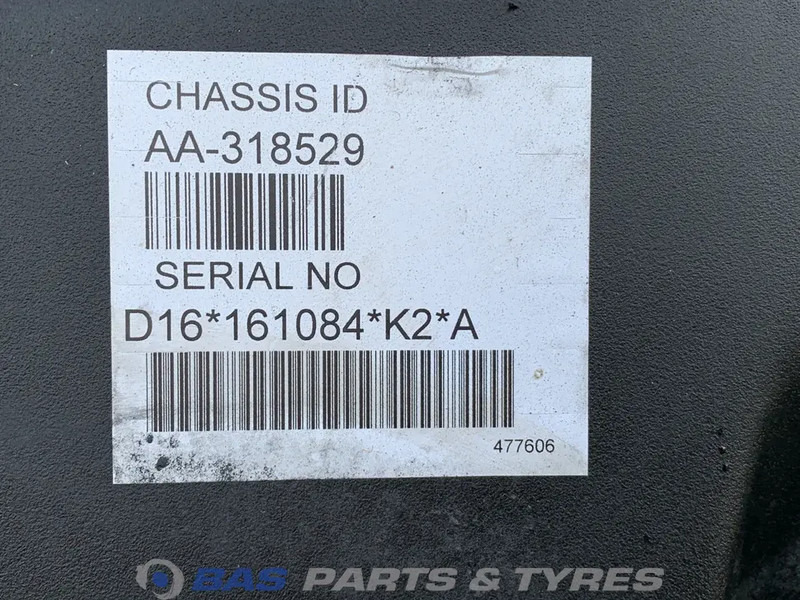 CHASSIS ID
AA-318529
SERIAL NO
D16*161084*K2*A
477606
BAS PARTS & TYRES